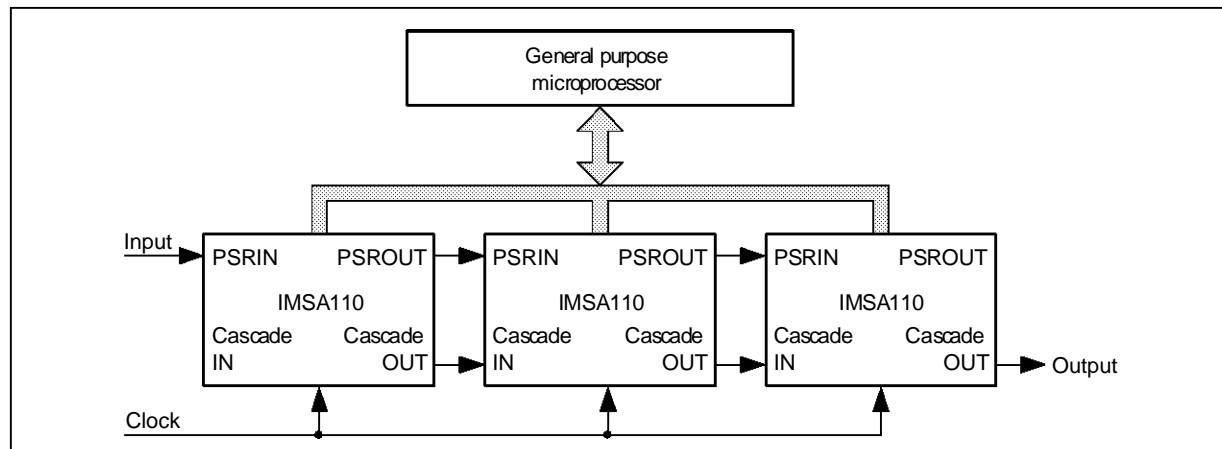 General purpose
microprocessor
Input
PSRIN PSROUT
IMSA110
Cascade Cascade
IN OUT
PSRIN PSROUT
IMSA110
Cascade Cascade
IN OUT
PSRIN PSROUT
IMSA110
Cascade Cascade
IN OUT
Output
Clock